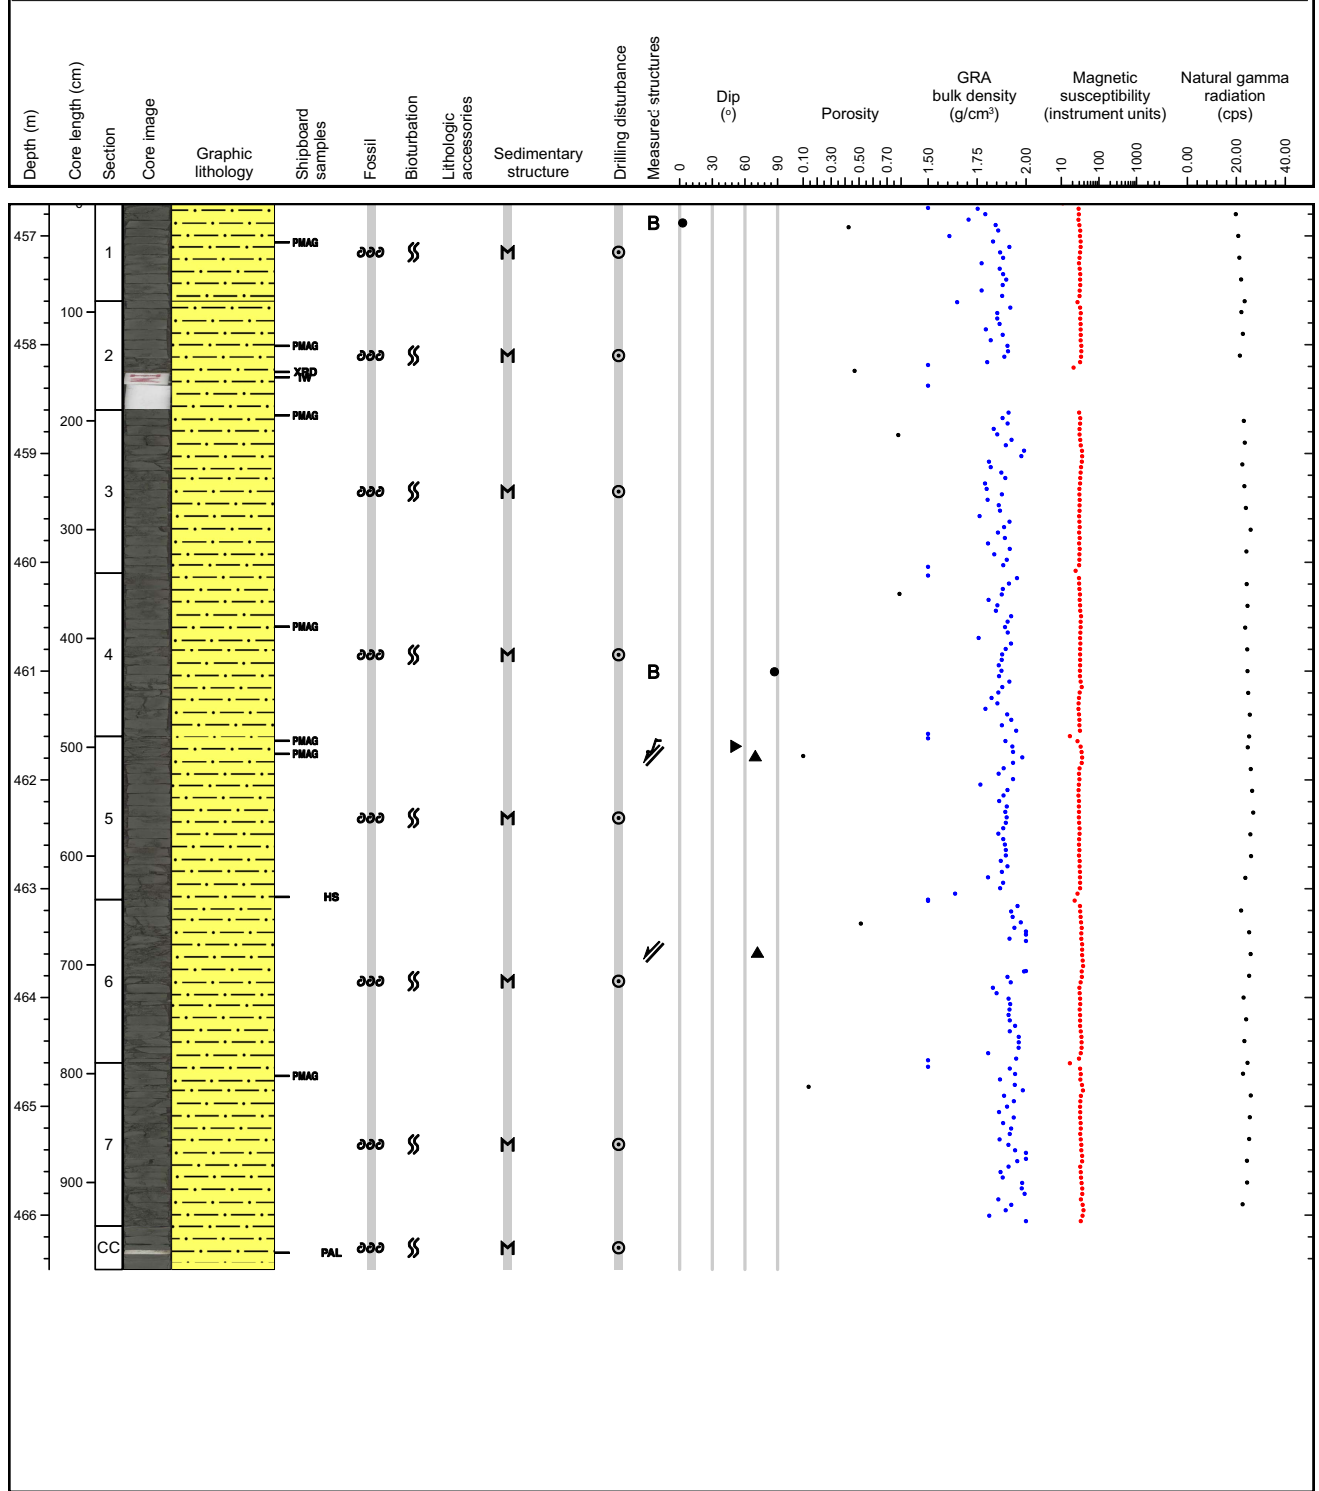 Depth (m)
Core length (cm)
Section
Core image
Graphic
lithology
Shipboard
samples
Fossil
Bioturbation
Lithologic
accessories
Sedimentary
structure
Drilling disturbance
Measured structures
Dip
(°)
Porosity
GRA
bulk density
(g/cm³)
Magnetic
susceptibility
(instrument units)
Natural gamma
radiation
(cps)
0 30 60 90
0.10 0.30 0.50 0.70
1.50 1.75 2.00
10 100 1000
0.00 20.00 40.00
B
457
PMAG
1
100
458
PMAG
2
XRD
IW
PMAG
200
459
3
300
460
PMAG
400
4
461
B
PMAG
500
PMAG
462
5
600
463
HS
700
6
464
800
PMAG
465
7
900
466
CC
PAL